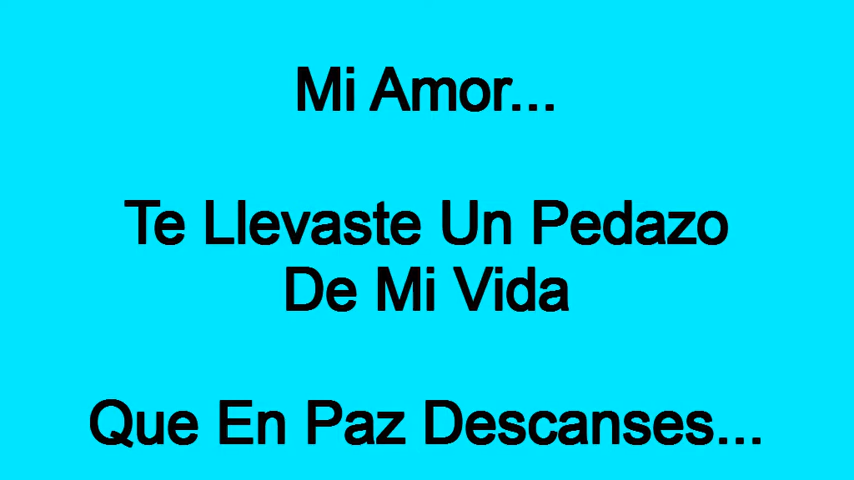 Mi Amor...
Te Llevaste Un Pedazo
De Mi Vida
Que En Paz Descanses...